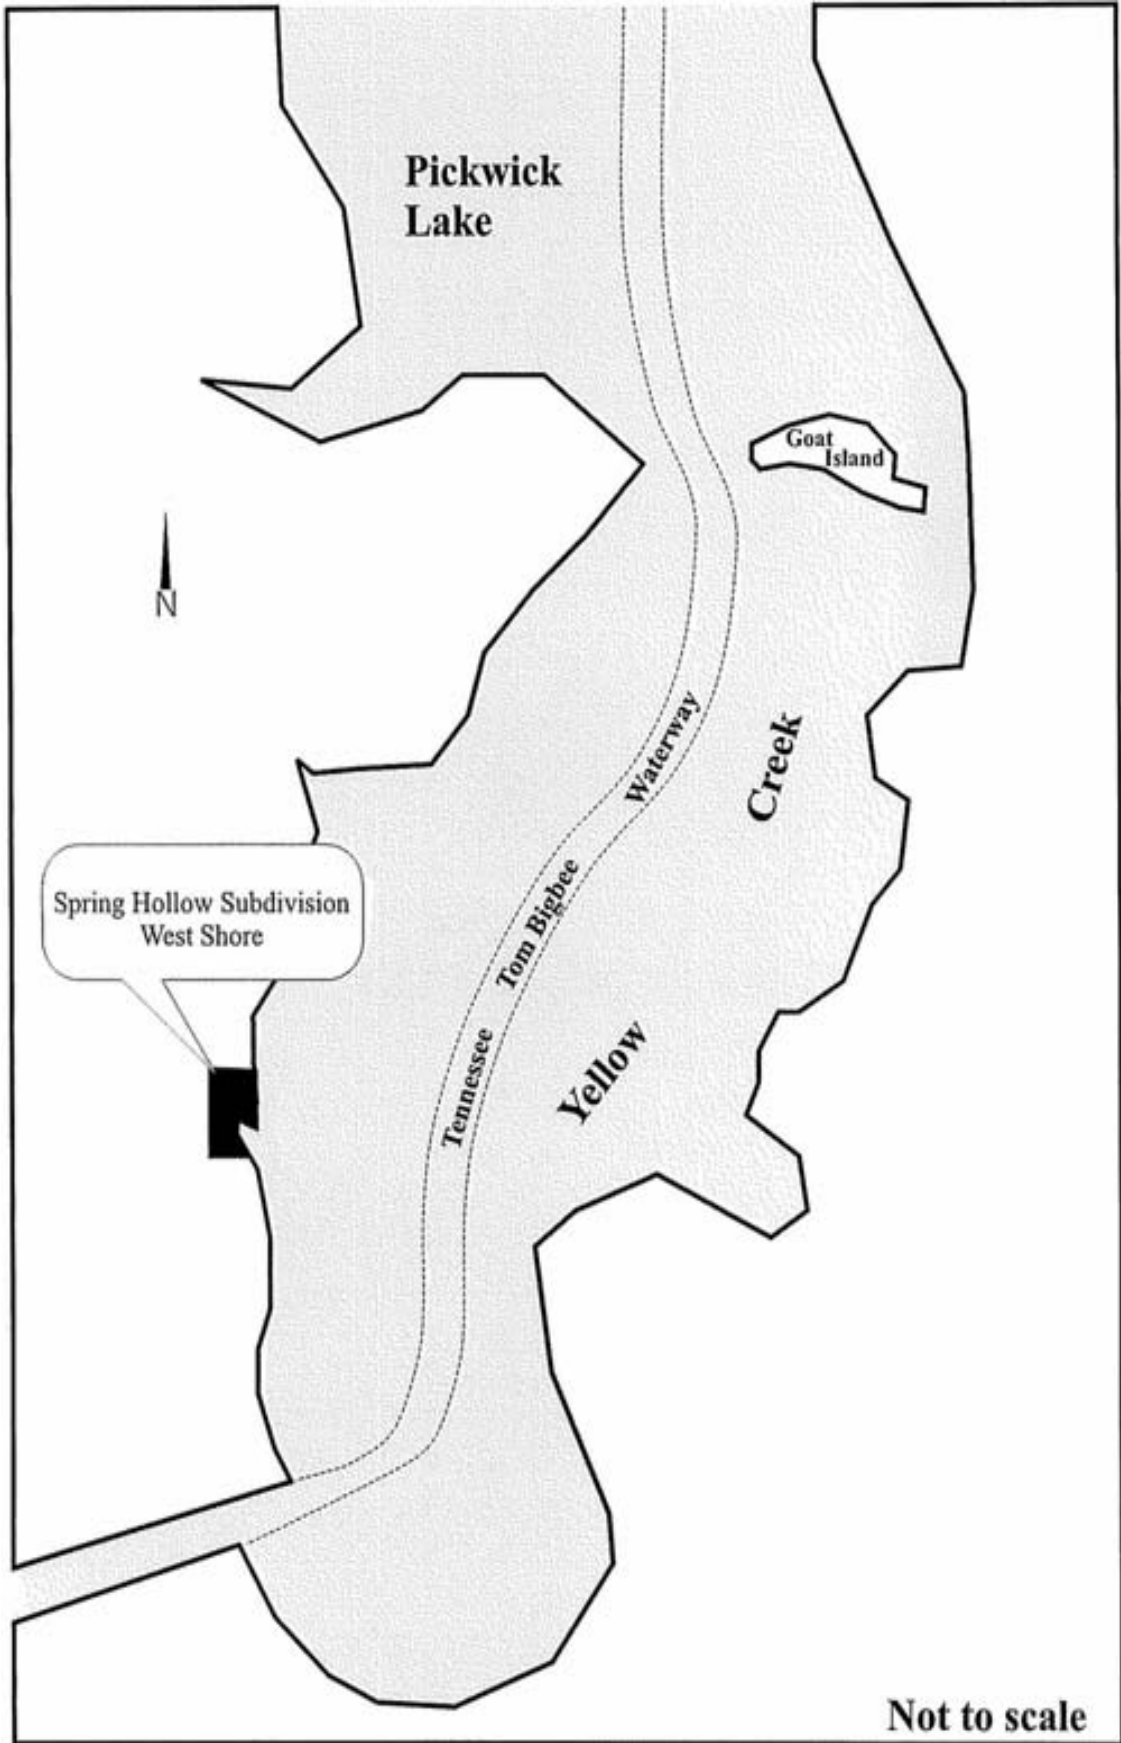 Pickwick
Lake
Goat
Island
N
Waterway
Creek
Spring Hollow Subdivision
West Shore
Tom Bigbee
Tennessee
Yellow
Not to scale